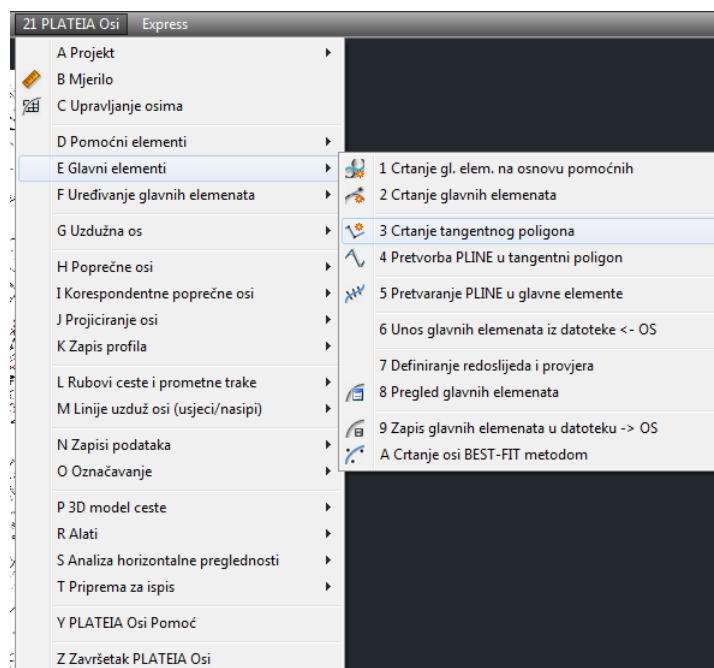 21 PLATEIA Osi Express
A Projekt
B Mjerilo
C Upravljanje osima
D Pomoćni elementi
E Glavni elementi
F Uređivanje glavnih elemenata
G Uzdužna os
H Poprečne osi
I Korespondentne poprečne osi
J Projiciranje osi
K Zapis profila
L Rubovi ceste i prometne trake
M Linije uzduž osi (usjeci/nasipi)
N Zapisi podataka
O Označavanje
P 3D model ceste
R Alati
S Analiza horizontalne preglednosti
T Priprema za ispis
Y PLATEIA Osi Pomoć
Z Završetak PLATEIA Osi
1 Crtanje gl. elem. na osnovu pomoćnih
2 Crtanje glavnih elemenata
3 Crtanje tangentnog poligona
4 Pretvorba PLINE u tangentni poligon
5 Pretvaranje PLINE u glavne elemente
6 Unos glavnih elemenata iz datoteke <- OS
7 Definiranje redoslijeda i provjera
8 Pregled glavnih elemenata
9 Zapis glavnih elemenata u datoteku -> OS
A Crtanje osi BEST-FIT metodom